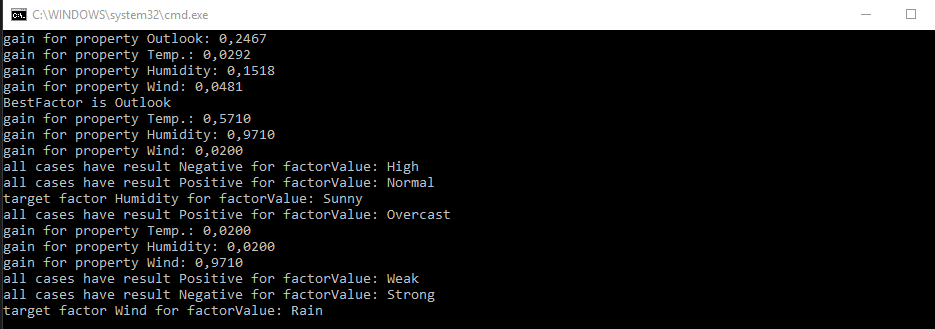 C:\WINDOWS\system32\cmd.exe
gain for property Outlook: 0,2467
gain for property Temp.: 0,0292
gain for property Humidity: 0,1518
gain for property Wind: 0,0481
BestFactor is Outlook
gain for property Temp.: 0,5710
gain for property Humidity: 0,9710
gain for property Wind: 0,0200
all cases have result Negative for factorValue: High
all cases have result Positive for factorValue: Normal
target factor Humidity for factorValue: Sunny
all cases have result Positive for factorValue: Overcast
gain for property Temp.: 0,0200
gain for property Humidity: 0,0200
gain for property Wind: 0,9710
all cases have result Positive for factorValue: Weak
all cases have result Negative for factorValue: Strong
target factor Wind for factorValue: Rain